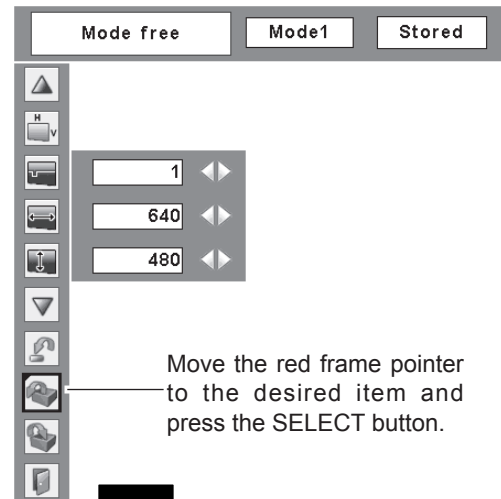 Mode free Mode1 Stored
H
V
1
640
480
Move the red frame pointer
to the desired item and
press the SELECT button.